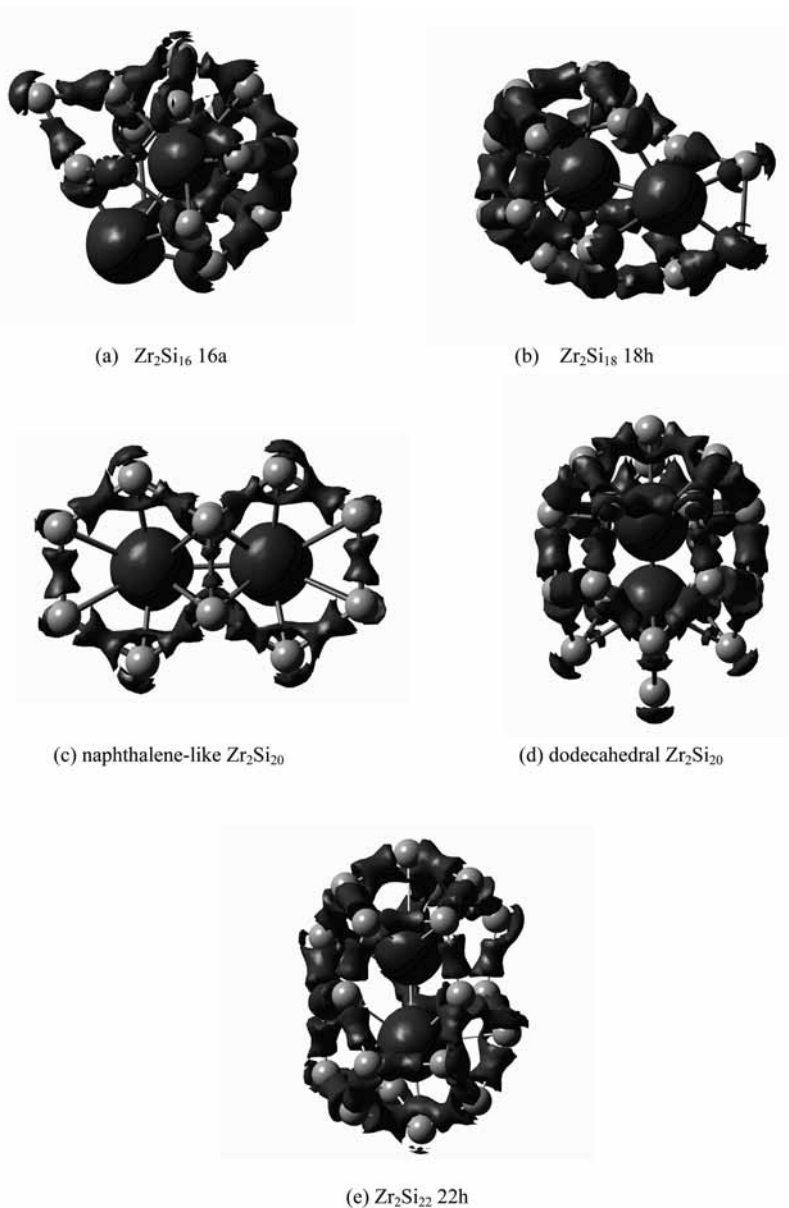 (a) Zr₂Si₁₆ 16a
(b) Zr₂Si₁₈ 18h
(c) naphthalene-like Zr₂Si₂₀
(d) dodecahedral Zr₂Si₂₀
(e) Zr₂Si₂₂ 22h